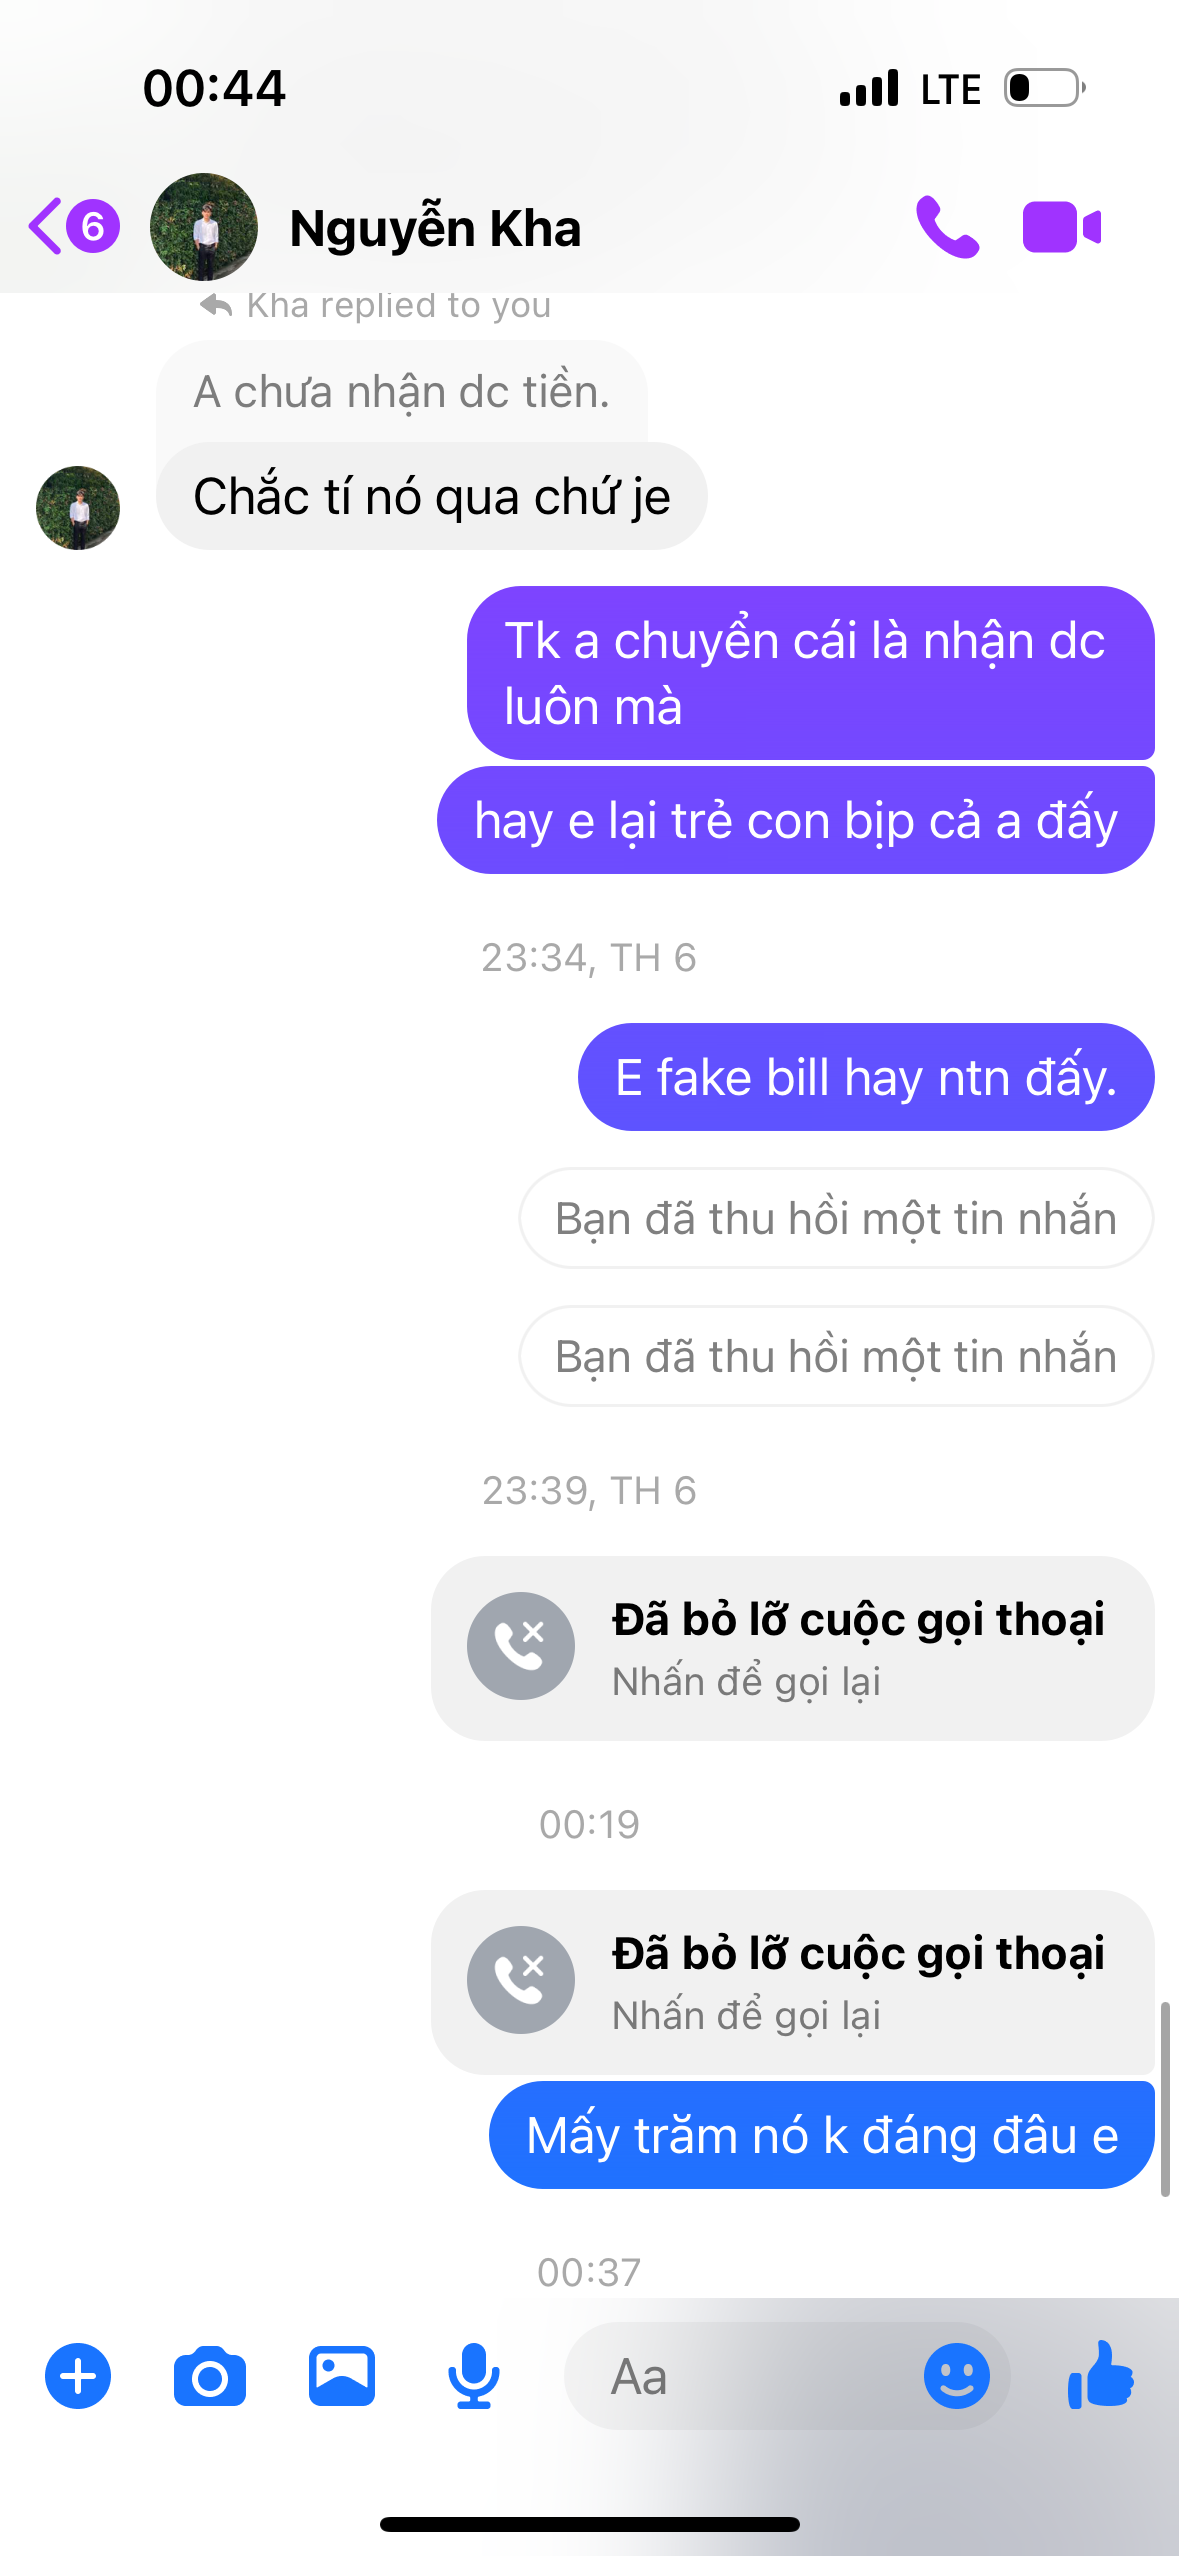 00:44
LTE
6
Nguyễn Kha
Kha replied to you
A chưa nhận dc tiền.
Chắc tí nó qua chứ je
Tk a chuyển cái là nhận dc
luôn mà
hay e lại trẻ con bịp cả a đấy
23:34, TH 6
E fake bill hay ntn đấy.
Bạn đã thu hồi một tin nhắn
Bạn đã thu hồi một tin nhắn
23:39, TH 6
Đã bỏ lỡ cuộc gọi thoại
Nhấn để gọi lại
00:19
Đã bỏ lỡ cuộc gọi thoại
Nhấn để gọi lại
Mấy trăm nó k đáng đâu e
00:37
Aa